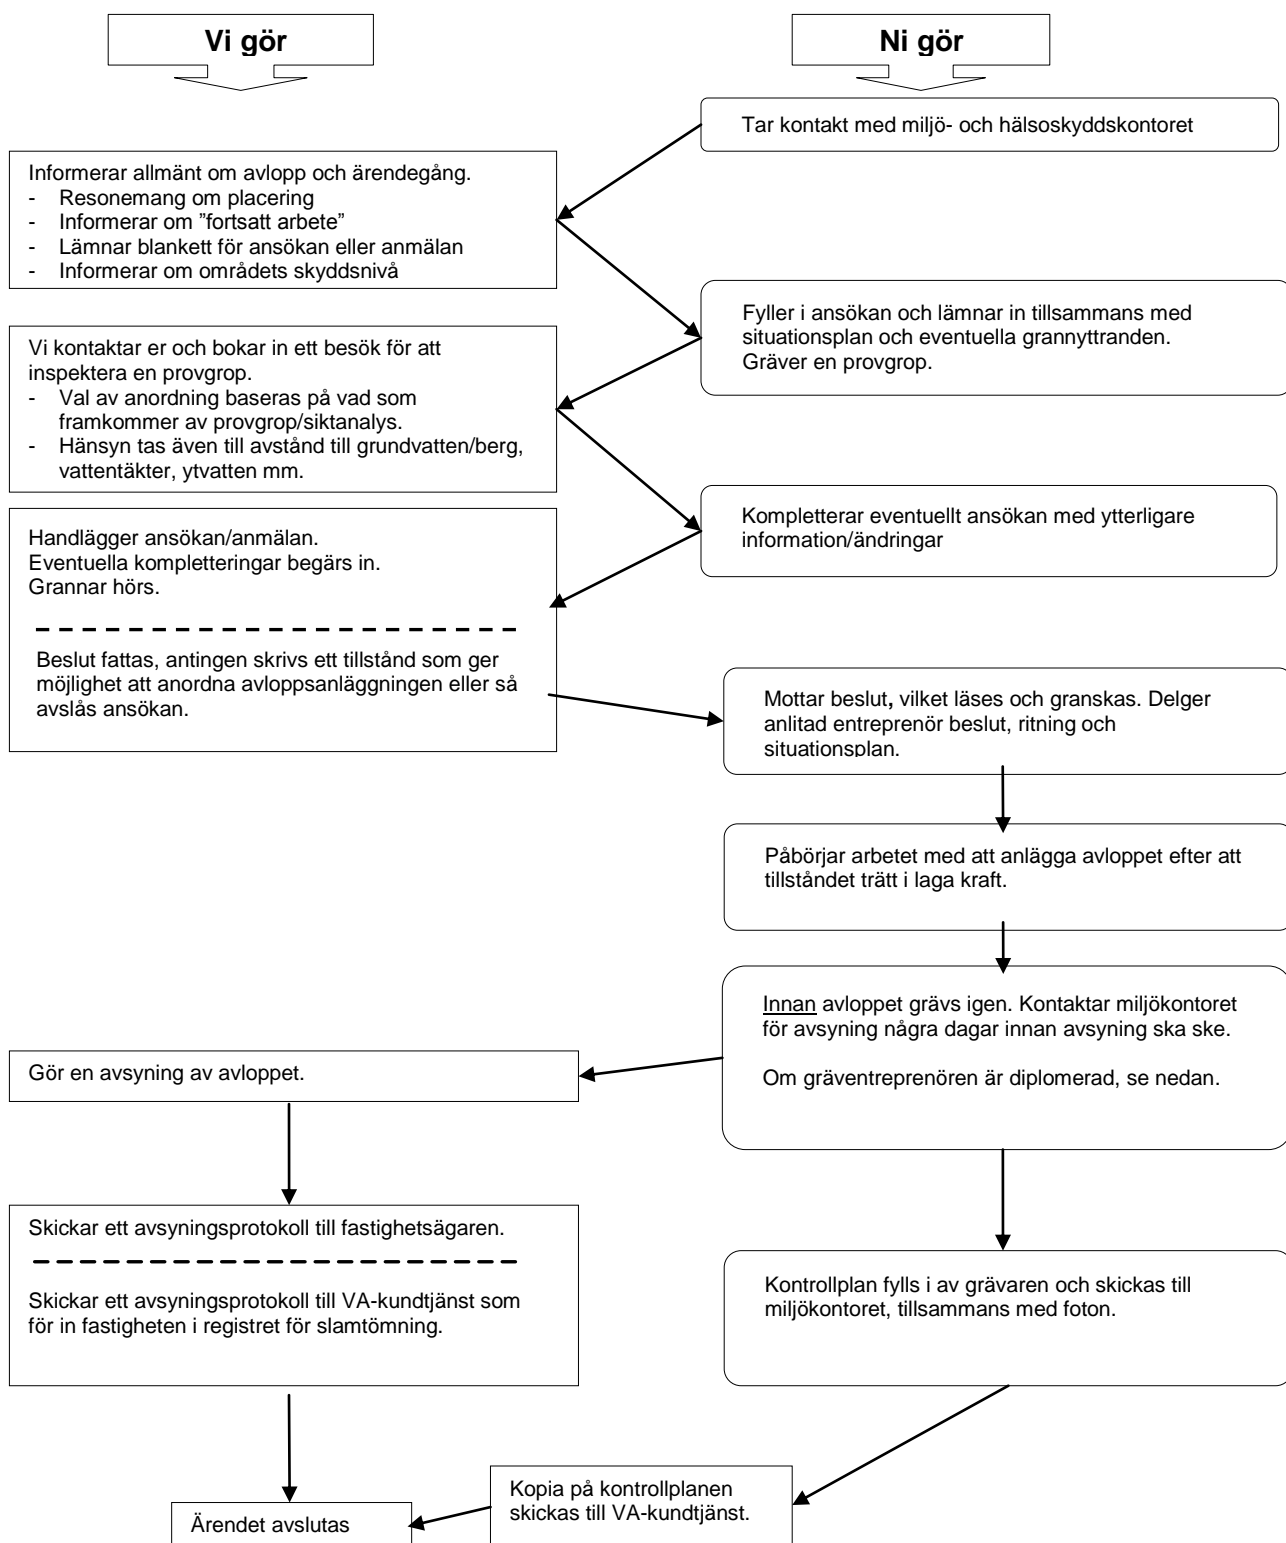 Vi gör
Ni gör
Tar kontakt med miljö- och hälsoskyddskontoret
Informerar allmänt om avlopp och ärendegång.
- Resonemang om placering
- Informerar om ”fortsatt arbete”
- Lämnar blankett för ansökan eller anmälan
- Informerar om områdets skyddsnivå
Fyller i ansökan och lämnar in tillsammans med
situationsplan och eventuella grannyttranden.
Gräver en provgrop.
Vi kontaktar er och bokar in ett besök för att
inspektera en provgrop.
- Val av anordning baseras på vad som
framkommer av provgrop/siktanalys.
- Hänsyn tas även till avstånd till grundvatten/berg,
vattentäkter, ytvatten mm.
Kompletterar eventuellt ansökan med ytterligare
information/ändringar
Handlägger ansökan/anmälan.
Eventuella kompletteringar begärs in.
Grannar hörs.
Beslut fattas, antingen skrivs ett tillstånd som ger
möjlighet att anordna avloppsanläggningen eller så
avslås ansökan.
Mottar beslut, vilket läses och granskas. Delger
anlitad entreprenör beslut, ritning och
situationsplan.
Påbörjar arbetet med att anlägga avloppet efter att
tillståndet trätt i laga kraft.
Innan avloppet grävs igen. Kontaktar miljökontoret
för avsyning några dagar innan avsyning ska ske.
Om gräventreprenören är diplomerad, se nedan.
Gör en avsyning av avloppet.
Skickar ett avsyningsprotokoll till fastighetsägaren.
Skickar ett avsyningsprotokoll till VA-kundtjänst som
för in fastigheten i registret för slamtömning.
Kontrollplan fylls i av grävaren och skickas till
miljökontoret, tillsammans med foton.
Kopia på kontrollplanen
skickas till VA-kundtjänst.
Ärendet avslutas